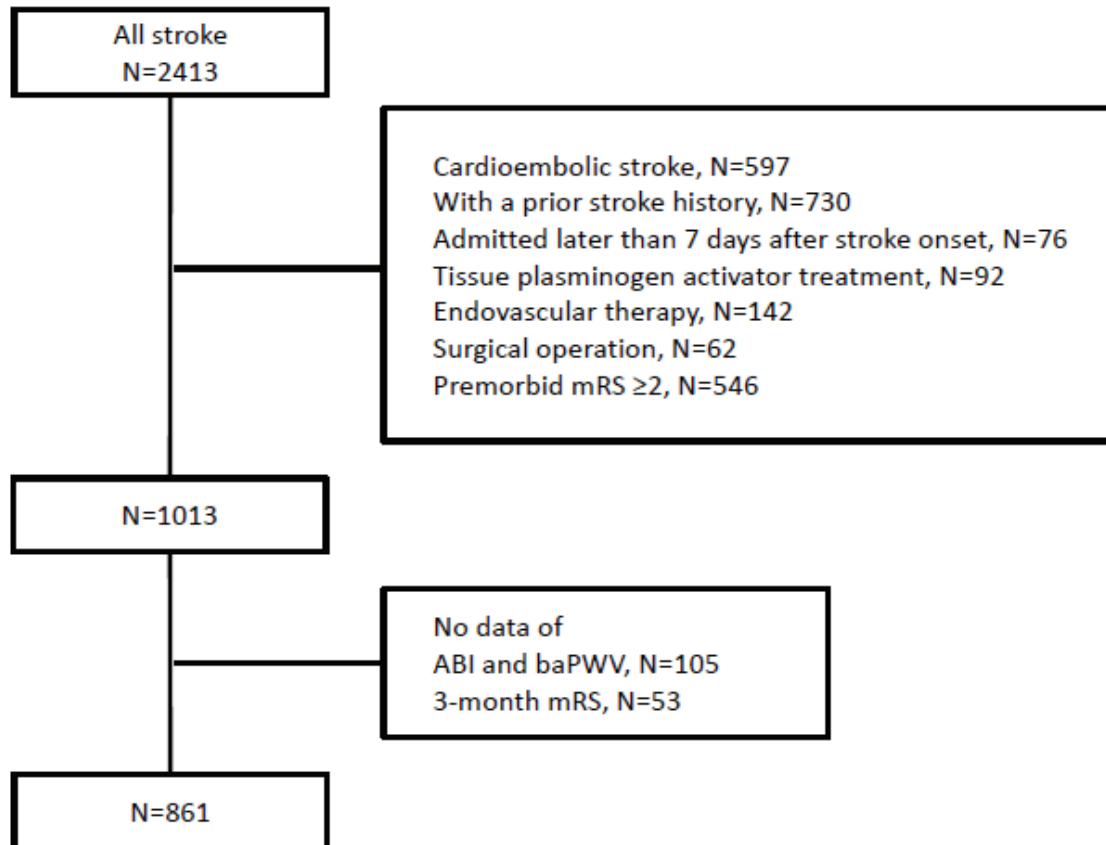 All stroke
N=2413
Cardioembolic stroke, N=597
With a prior stroke history, N=730
Admitted later than 7 days after stroke onset, N=76
Tissue plasminogen activator treatment, N=92
Endovascular therapy, N=142
Surgical operation, N=62
Premorbid mRS ≥2, N=546
N=1013
No data of
ABI and baPWV, N=105
3-month mRS, N=53
N=861